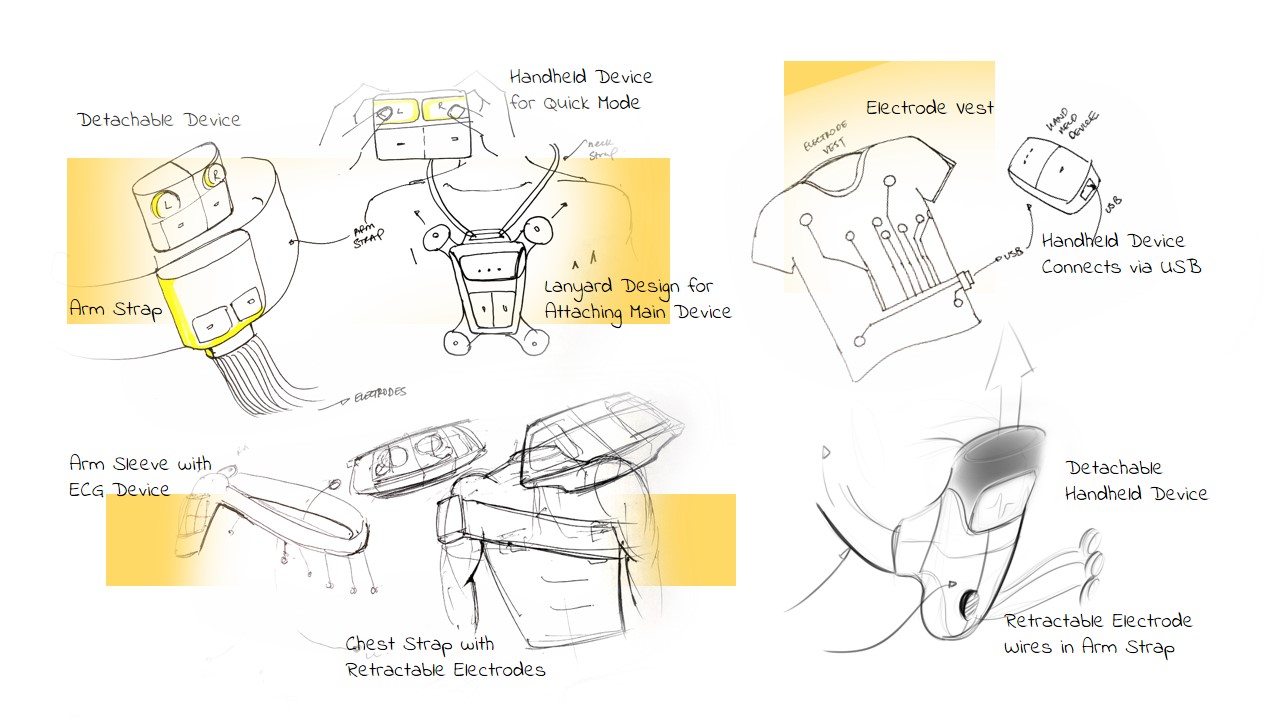 Handheld Device
for Quick Mode
Detachable Device
L
R
neck
strap
L
R
ARM
STRAP
Arm Strap
Lanyard Design for
Attaching Main Device
ELECTRODES
Electrode vest
ELECTRODE
VEST
HAND
HELD
DEVICE
USB
USB
Handheld Device
Connects via USB
Arm Sleeve with
ECG Device
Chest Strap with
Retractable Electrodes
Detachable
Handheld Device
Retractable Electrode
wires in Arm Strap